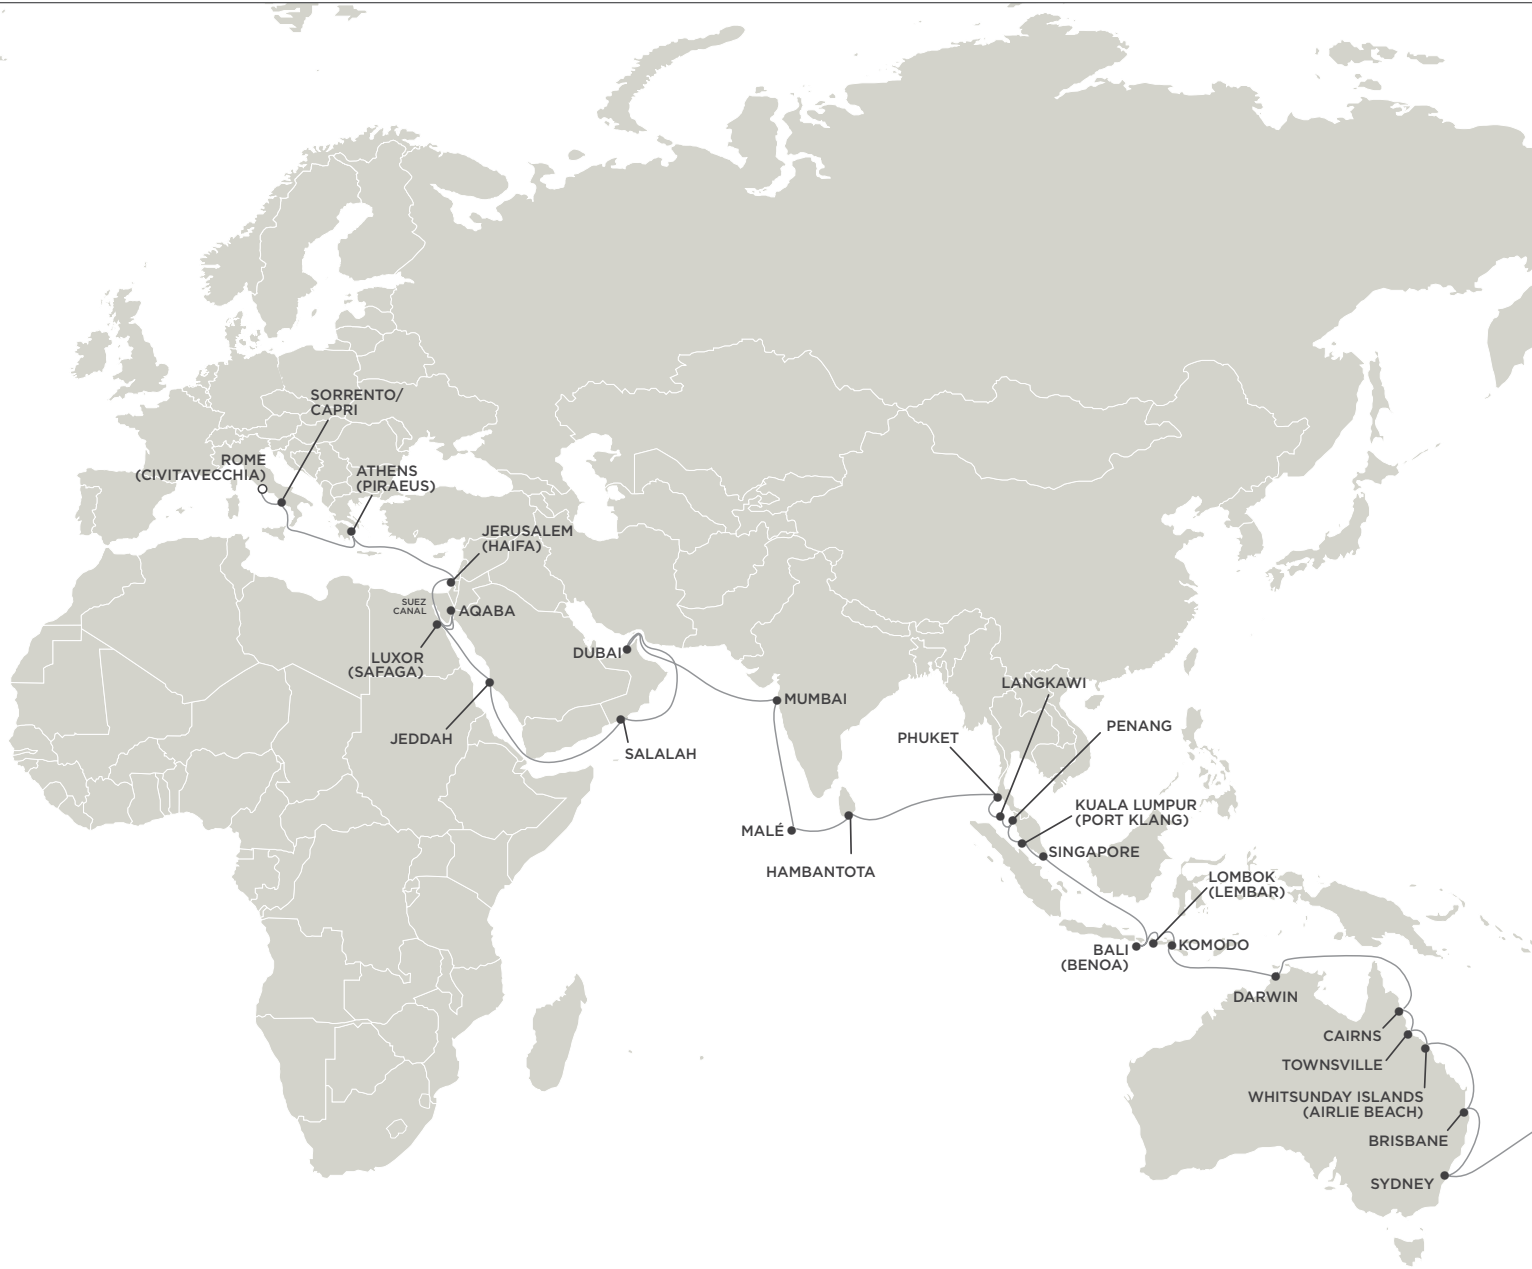 SORRENTO/
CAPRI
ROME
(CIVITAVECCHIA)
ATHENS
(PIRAEUS)
JERUSALEM
(HAIFA)
SUEZ
CANAL
AQABA
LUXOR
(SAFAGA)
DUBAI
JEDDAH
SALALAH
MUMBAI
MALÉ
HAMBANTOTA
LANGKAWI
PHUKET
PENANG
KUALA LUMPUR
(PORT KLANG)
SINGAPORE
LOMBOK
(LEMBAR)
BALI
(BENOA)
KOMODO
DARWIN
CAIRNS
TOWNSVILLE
WHITSUNDAY ISLANDS
(AIRLIE BEACH)
BRISBANE
SYDNEY